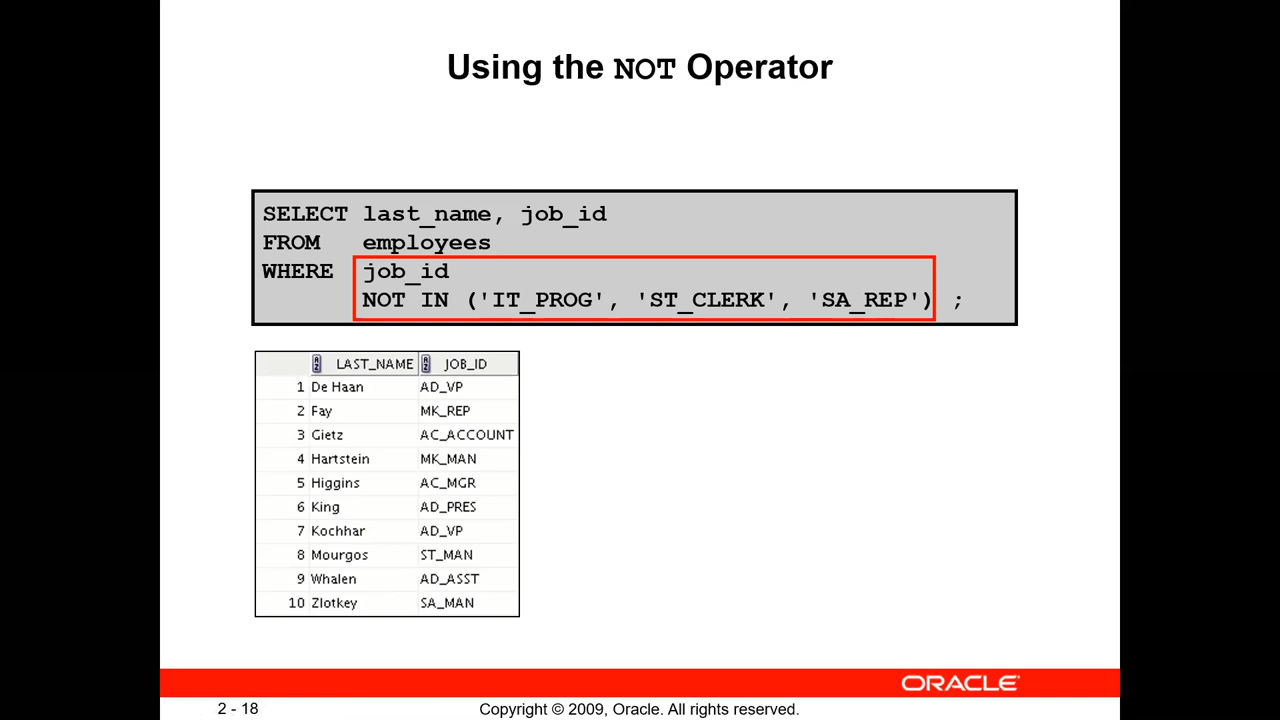 Using the NOT Operator
SELECT last_name, job_id
FROM employees
WHERE job_id
NOT IN ('IT_PROG', 'ST_CLERK', 'SA_REP') ;
LAST_NAME JOB_ID
1 De Haan AD_VP
2 Fay MK_REP
3 Gietz AC_ACCOUNT
4 Hartstein MK_MAN
5 Higgins AC_MGR
6 King AD_PRES
7 Kochhar AD_VP
8 Mourgos ST_MAN
9 Whalen AD_ASST
10 Zlotkey SA_MAN
ORACLE
2 - 18 Copyright © 2009, Oracle. All rights reserved.